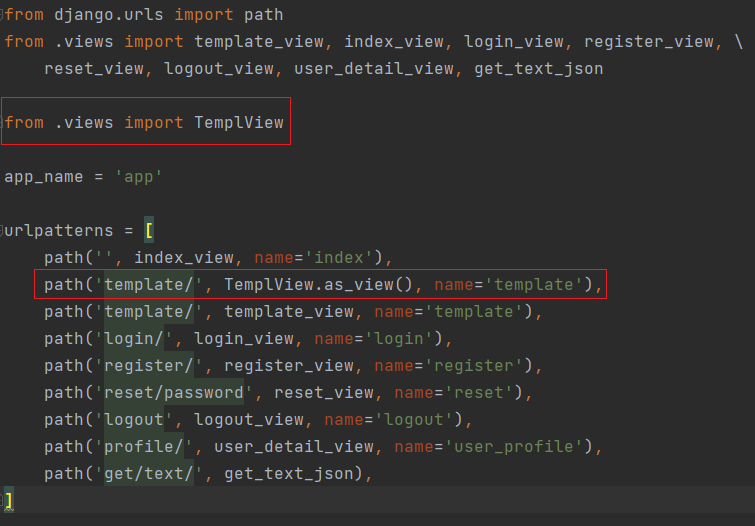 from django.urls import path
from .views import template_view, index_view, login_view, register_view, \
    reset_view, logout_view, user_detail_view, get_text_json
from .views import TemplView
app_name = 'app'
urlpatterns = [
    path('', index_view, name='index'),
    path('template/', TemplView.as_view(), name='template'),
    path('template/', template_view, name='template'),
    path('login/', login_view, name='login'),
    path('register/', register_view, name='register'),
    path('reset/password', reset_view, name='reset'),
    path('logout', logout_view, name='logout'),
    path('profile/', user_detail_view, name='user_profile'),
    path('get/text/', get_text_json),
]